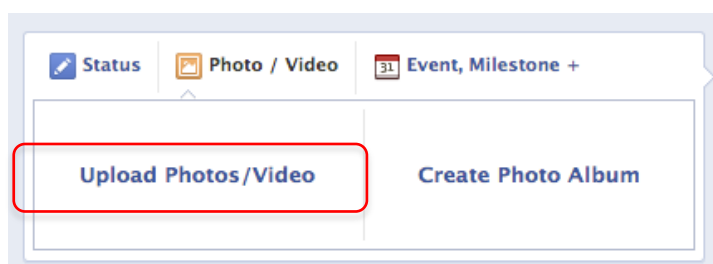 Status Photo / Video 31 Event, Milestone +
Upload Photos/Video Create Photo Album